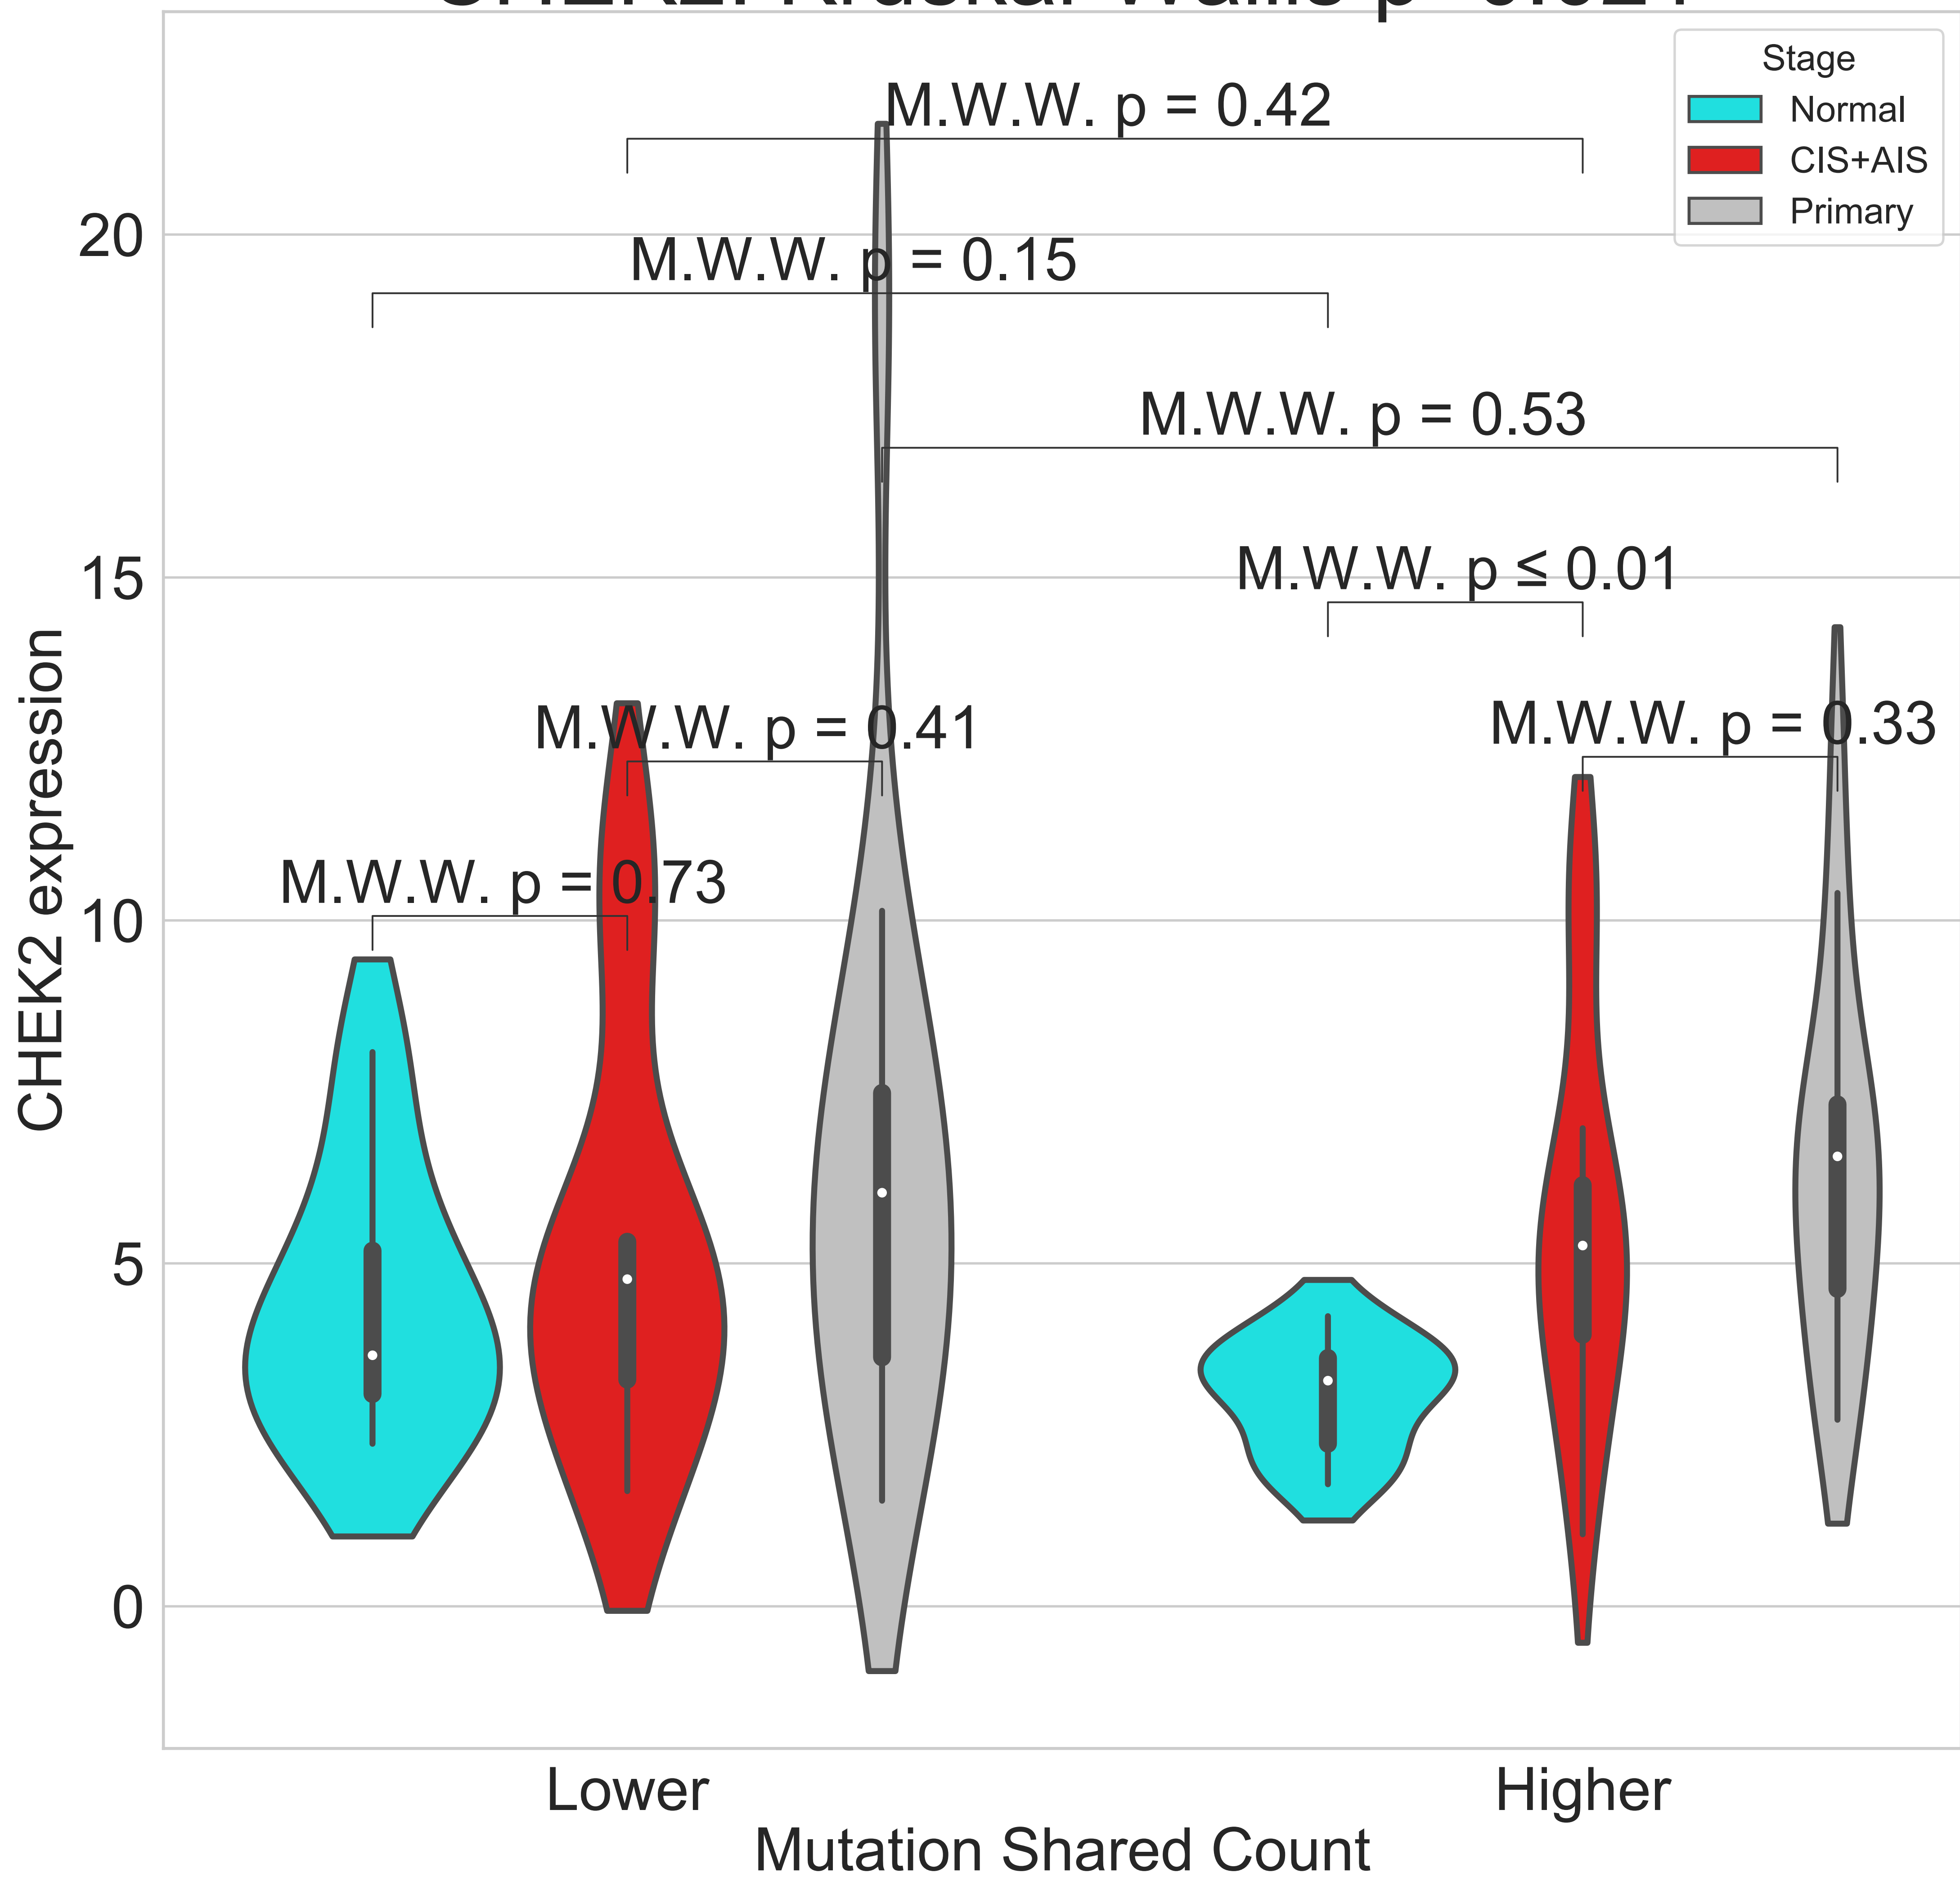 Stage
Normal
CIS+AIS
Primary
M.W.W. p = 0.42
M.W.W. p = 0.15
M.W.W. p = 0.53
M.W.W. p ≤ 0.01
M.W.W. p = 0.41
M.W.W. p = 0.33
M.W.W. p = 0.73
CHEK2 expression
20
15
10
5
0
Lower
Higher
Mutation Shared Count